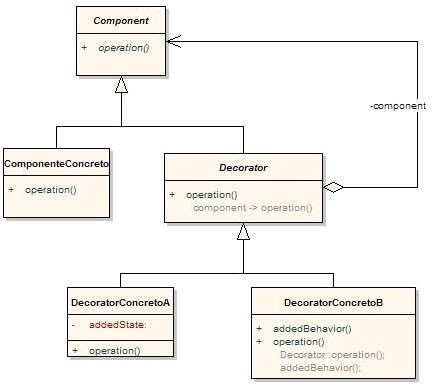 Component
+ operation()
-component
ComponenteConcreto
+ operation()
Decorator
+ operation()
component -> operation()
DecoratorConcretoA
- addedState:
+ operation()
DecoratorConcretoB
+ addedBehavior()
+ operation()
Decorator::operation();
addedBehavior();